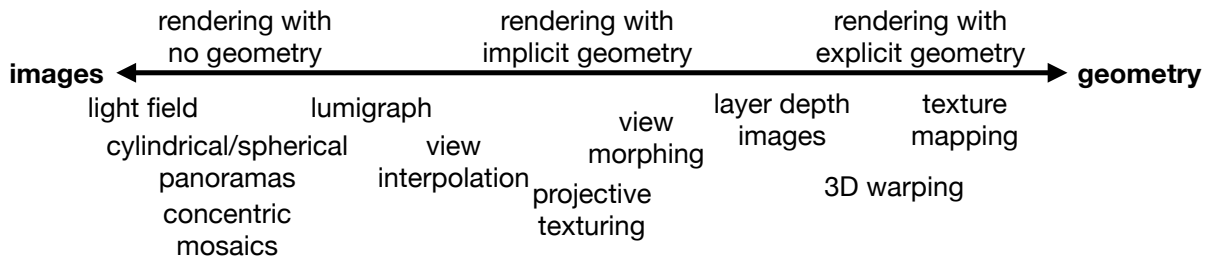 rendering with
no geometry
rendering with
implicit geometry
rendering with
explicit geometry
images
geometry
light field
lumigraph
layer depth
images
texture
mapping
cylindrical/spherical
panoramas
view
interpolation
view
morphing
projective
texturing
3D warping
concentric
mosaics